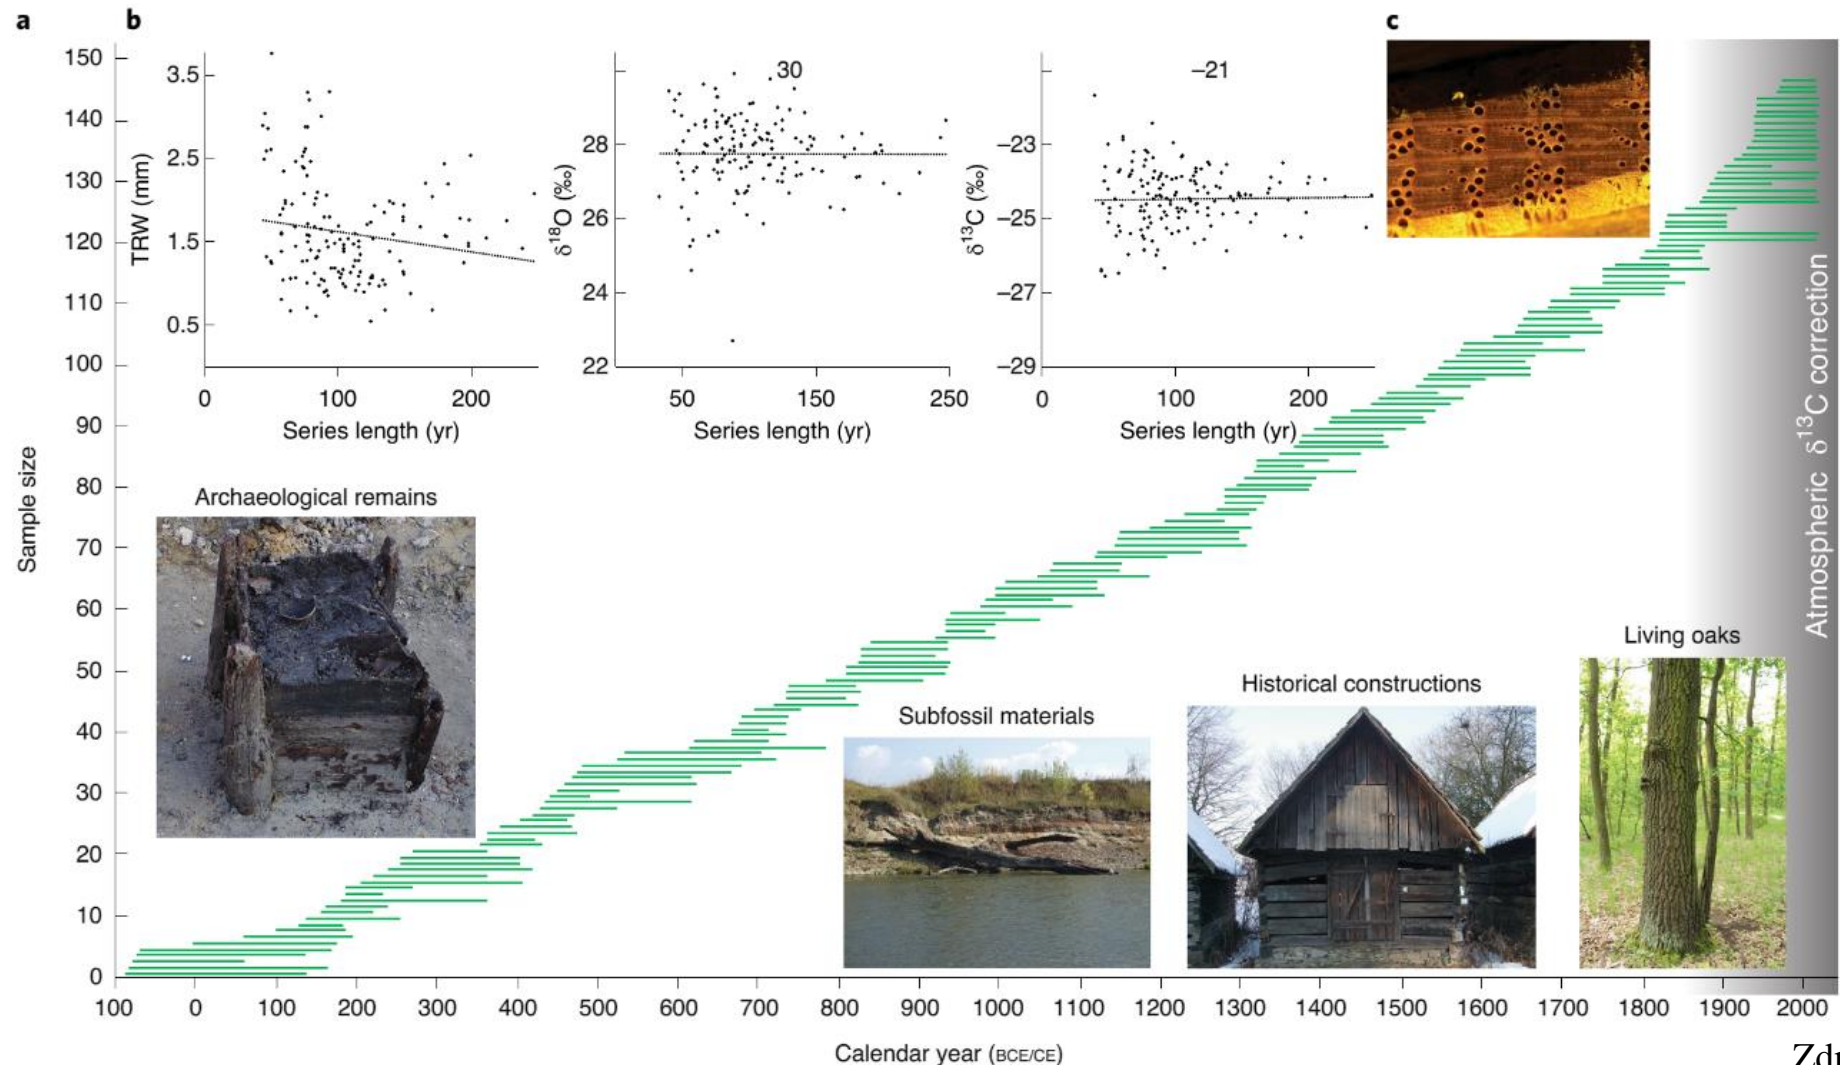 a
b
c
150
140
130
120
110
100
90
80
70
60
50
40
30
20
10
0
Sample size
3.5
2.5
1.5
0.5
TRW (mm)
0 100 200
Series length (yr)
30
28
26
24
22
δ18O (‰)
50 150 250
Series length (yr)
–21
–23
–25
–27
–29
δ13C (‰)
0 100 200
Series length (yr)
Atmospheric δ13C correction
Archaeological remains
Subfossil materials
Historical constructions
Living oaks
100 0 100 200 300 400 500 600 700 800 900 1000 1100 1200 1300 1400 1500 1600 1700 1800 1900 2000
Calendar year (BCE/CE)